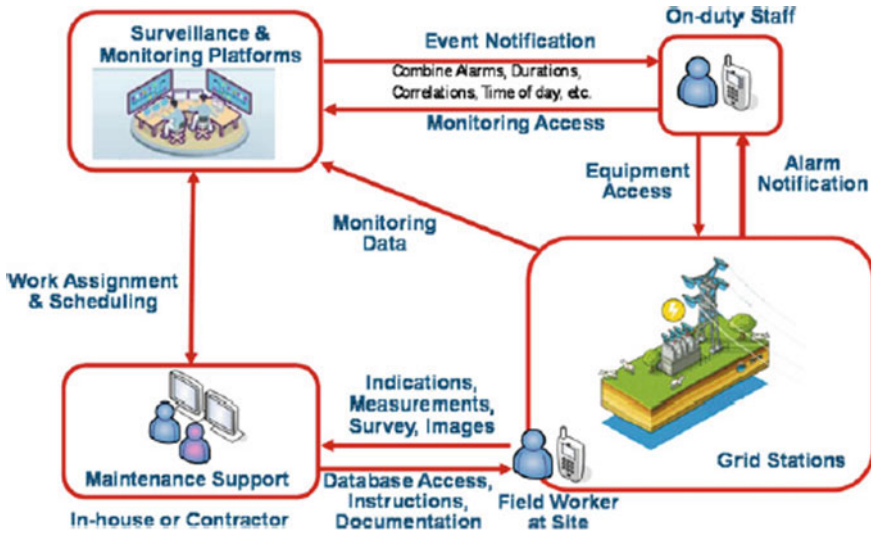 Surveillance &
Monitoring Platforms
Event Notification
Combine Alarms, Durations,
Correlations, Time of day, etc.
Monitoring Access
On-duty Staff
Equipment
Access
Alarm
Notification
Monitoring
Data
Work Assignment
& Scheduling
Indications,
Measurements,
Survey, Images
Maintenance Support
In-house or Contractor
Database Access,
Instructions,
Documentation
Field Worker
at Site
Grid Stations